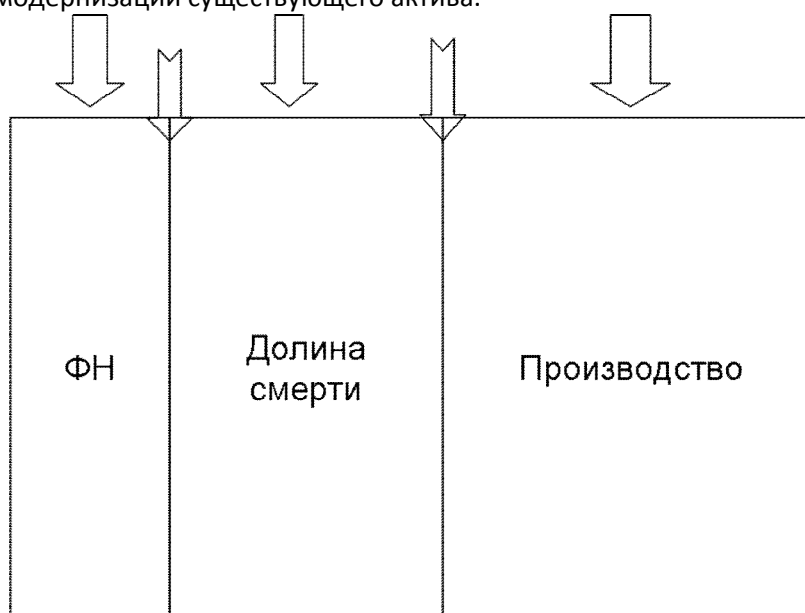 модернизации существующего актива.
ФН
Долина
смерти
Производство